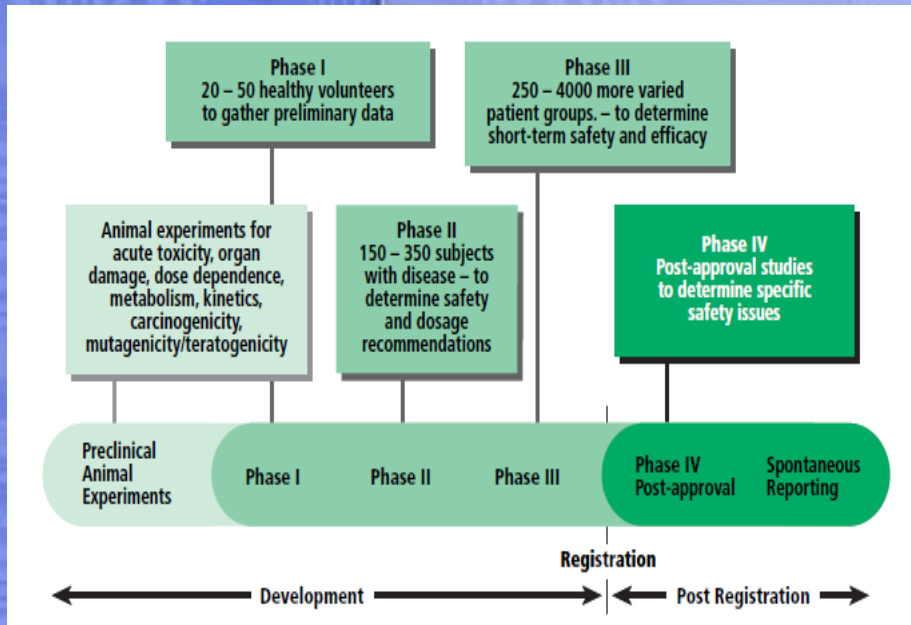 Phase I
20 – 50 healthy volunteers
to gather preliminary data
Phase III
250 – 4000 more varied
patient groups. – to determine
short-term safety and efficacy
Animal experiments for
acute toxicity, organ
damage, dose dependence,
metabolism, kinetics,
carcinogenicity,
mutagenicity/teratogenicity
Phase II
150 – 350 subjects
with disease – to
determine safety
and dosage
recommendations
Phase IV
Post-approval studies
to determine specific
safety issues
Preclinical
Animal
Experiments
Phase I
Phase II
Phase III
Phase IV
Post-approval
Spontaneous
Reporting
Registration
Development
Post Registration